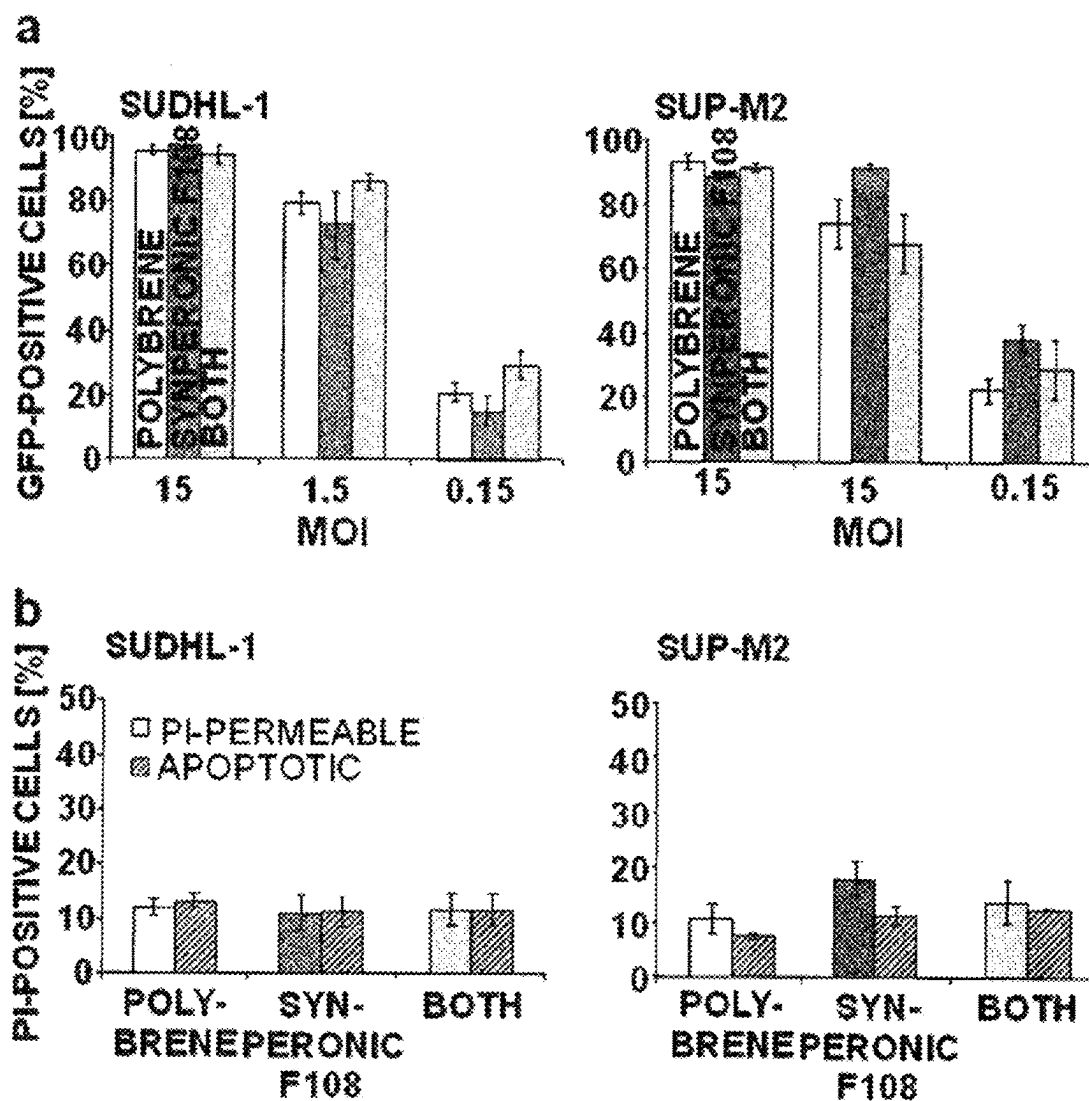 a
GFP-POSITIVE CELLS [%]
SUDHL-1
100
80
60
40
20
0
POLYBRENE
SYNPERONIC F108
BOTH
15 1.5 0.15
MOI
SUP-M2
100
80
60
40
20
0
POLYBRENE
SYNPERONIC F108
BOTH
15 15 0.15
MOI
b
PI-POSITIVE CELLS [%]
SUDHL-1
50
40
30
20
10
0
PI-PERMEABLE
APOPTOTIC
POLY- SYN- BOTH
BRENE PERONIC
F108
SUP-M2
50
40
30
20
10
0
POLY- SYN- BOTH
BRENE PERONIC
F108